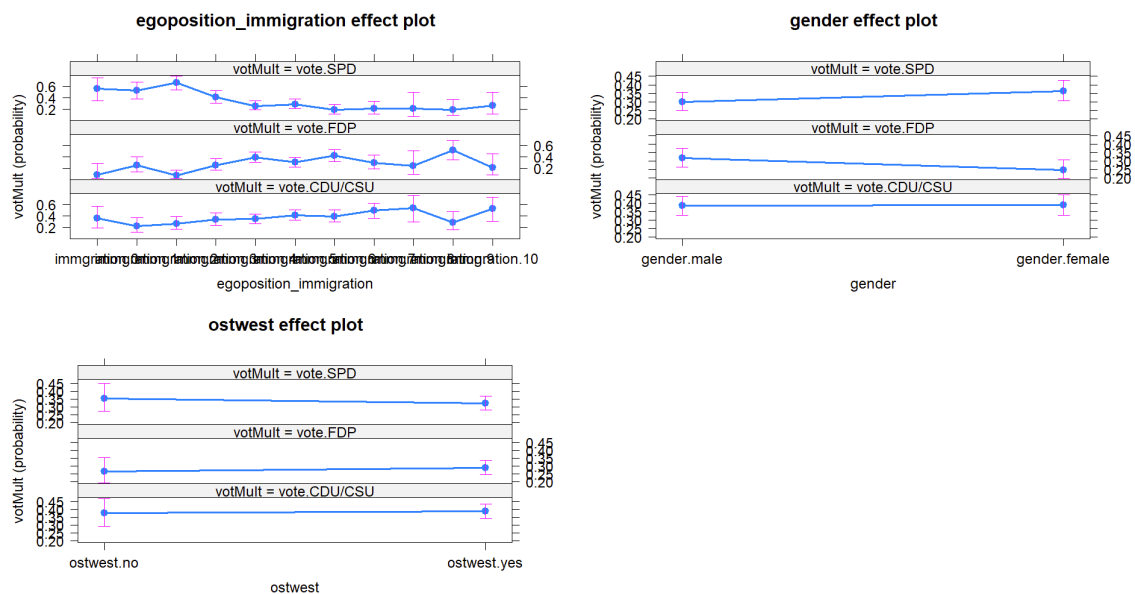 egoposition_immigration effect plot
votMult = vote.SPD
0.6
0.4
0.2
votMult = vote.FDP
0.6
0.4
0.2
votMult = vote.CDU/CSU
0.6
0.4
0.2
votMult (probability)
egoposition_immigration
gender effect plot
votMult = vote.SPD
0.45
0.40
0.35
0.30
0.25
0.20
votMult = vote.FDP
0.45
0.40
0.35
0.30
0.25
0.20
votMult = vote.CDU/CSU
0.45
0.40
0.35
0.30
0.25
0.20
votMult (probability)
gender.male gender.female
gender
ostwest effect plot
votMult = vote.SPD
0.45
0.40
0.35
0.30
0.25
0.20
votMult = vote.FDP
0.45
0.40
0.35
0.30
0.25
0.20
votMult = vote.CDU/CSU
0.45
0.40
0.35
0.30
0.25
0.20
votMult (probability)
ostwest.no ostwest.yes
ostwest